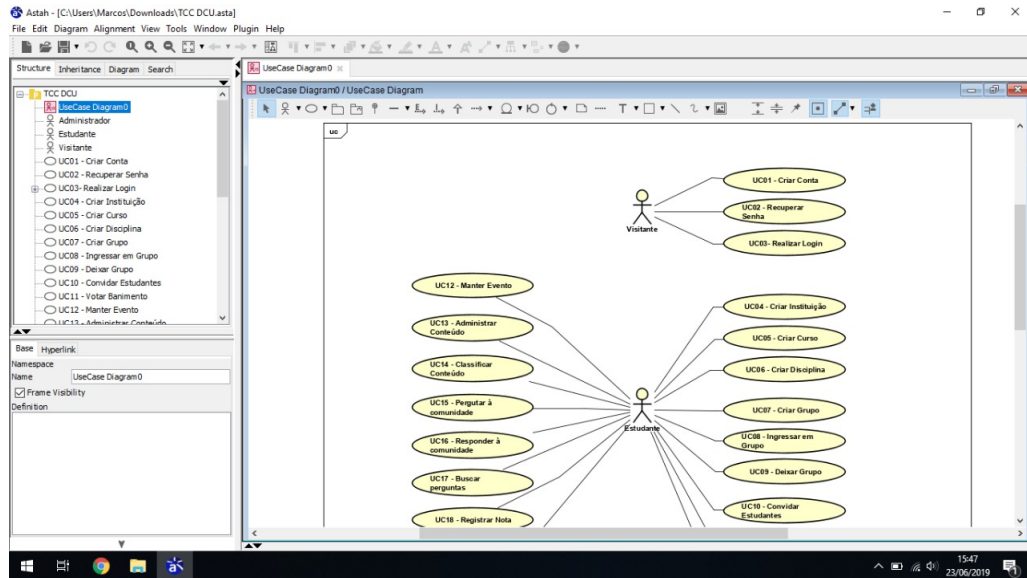 Astah - [C:\Users\Marcos\Downloads\TCC DCU.asta]
File Edit Diagram Alignment View Tools Window Plugin Help
Structure Inheritance Diagram Search
TCC DCU
UseCase Diagram0
Administrador
Estudante
Visitante
UC01 - Criar Conta
UC02 - Recuperar Senha
UC03- Realizar Login
UC04 - Criar Instituição
UC05 - Criar Curso
UC06 - Criar Disciplina
UC07 - Criar Grupo
UC08 - Ingressar em Grupo
UC09 - Deixar Grupo
UC10 - Convidar Estudantes
UC11 - Votar Banimento
UC12 - Manter Evento
UC13 - Administrar Conteúdo
Base Hyperlink
Namespace
Name UseCase Diagram0
Frame Visibility
Definition
UseCase Diagram0
UseCase Diagram0 / UseCase Diagram
uc
Visitante
UC01 - Criar Conta
UC02 - Recuperar
Senha
UC03- Realizar Login
UC12 - Manter Evento
UC13 - Administrar
Conteúdo
UC14 - Classificar
Conteúdo
UC15 - Pergutar à
comunidade
UC16 - Responder à
comunidade
UC17 - Buscar
perguntas
UC18 - Registrar Nota
Estudante
UC04 - Criar Instituição
UC05 - Criar Curso
UC06 - Criar Disciplina
UC07 - Criar Grupo
UC08 - Ingressar em
Grupo
UC09 - Deixar Grupo
UC10 - Convidar
Estudantes
15:47
23/06/2019